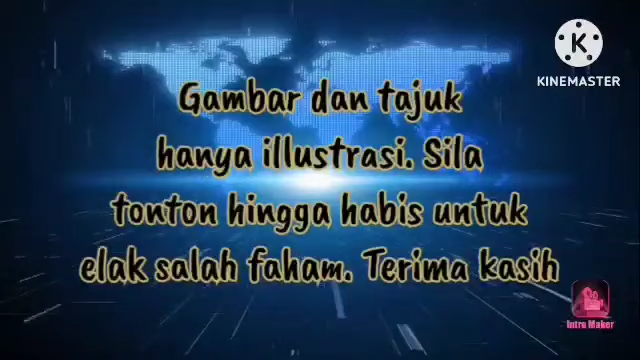 KINEMASTER
Gambar dan tajuk
hanya illustrasi. Sila
tonton hingga habis untuk
elak salah faham. Terima kasih
Intro Maker